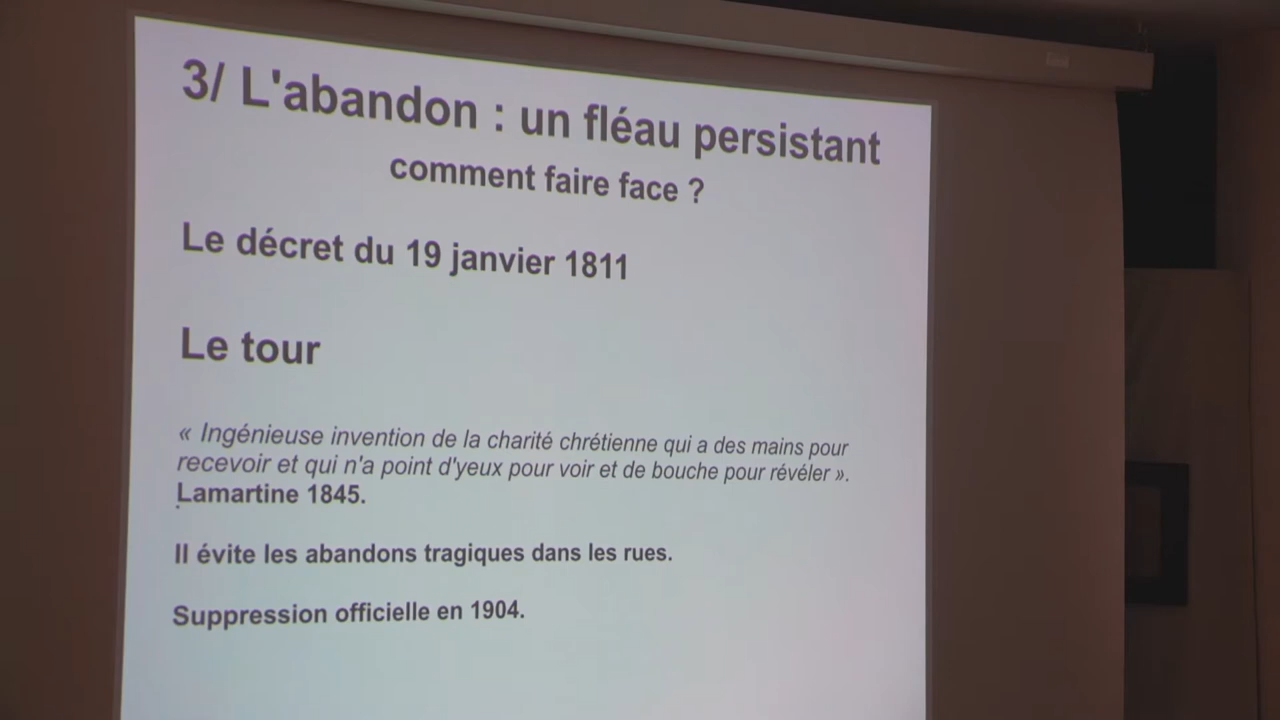 3/ L'abandon : un fléau persistant
comment faire face ?
Le décret du 19 janvier 1811
Le tour
« Ingénieuse invention de la charité chrétienne qui a des mains pour
recevoir et qui n'a point d'yeux pour voir et de bouche pour révéler ».
Lamartine 1845.
Il évite les abandons tragiques dans les rues.
Suppression officielle en 1904.